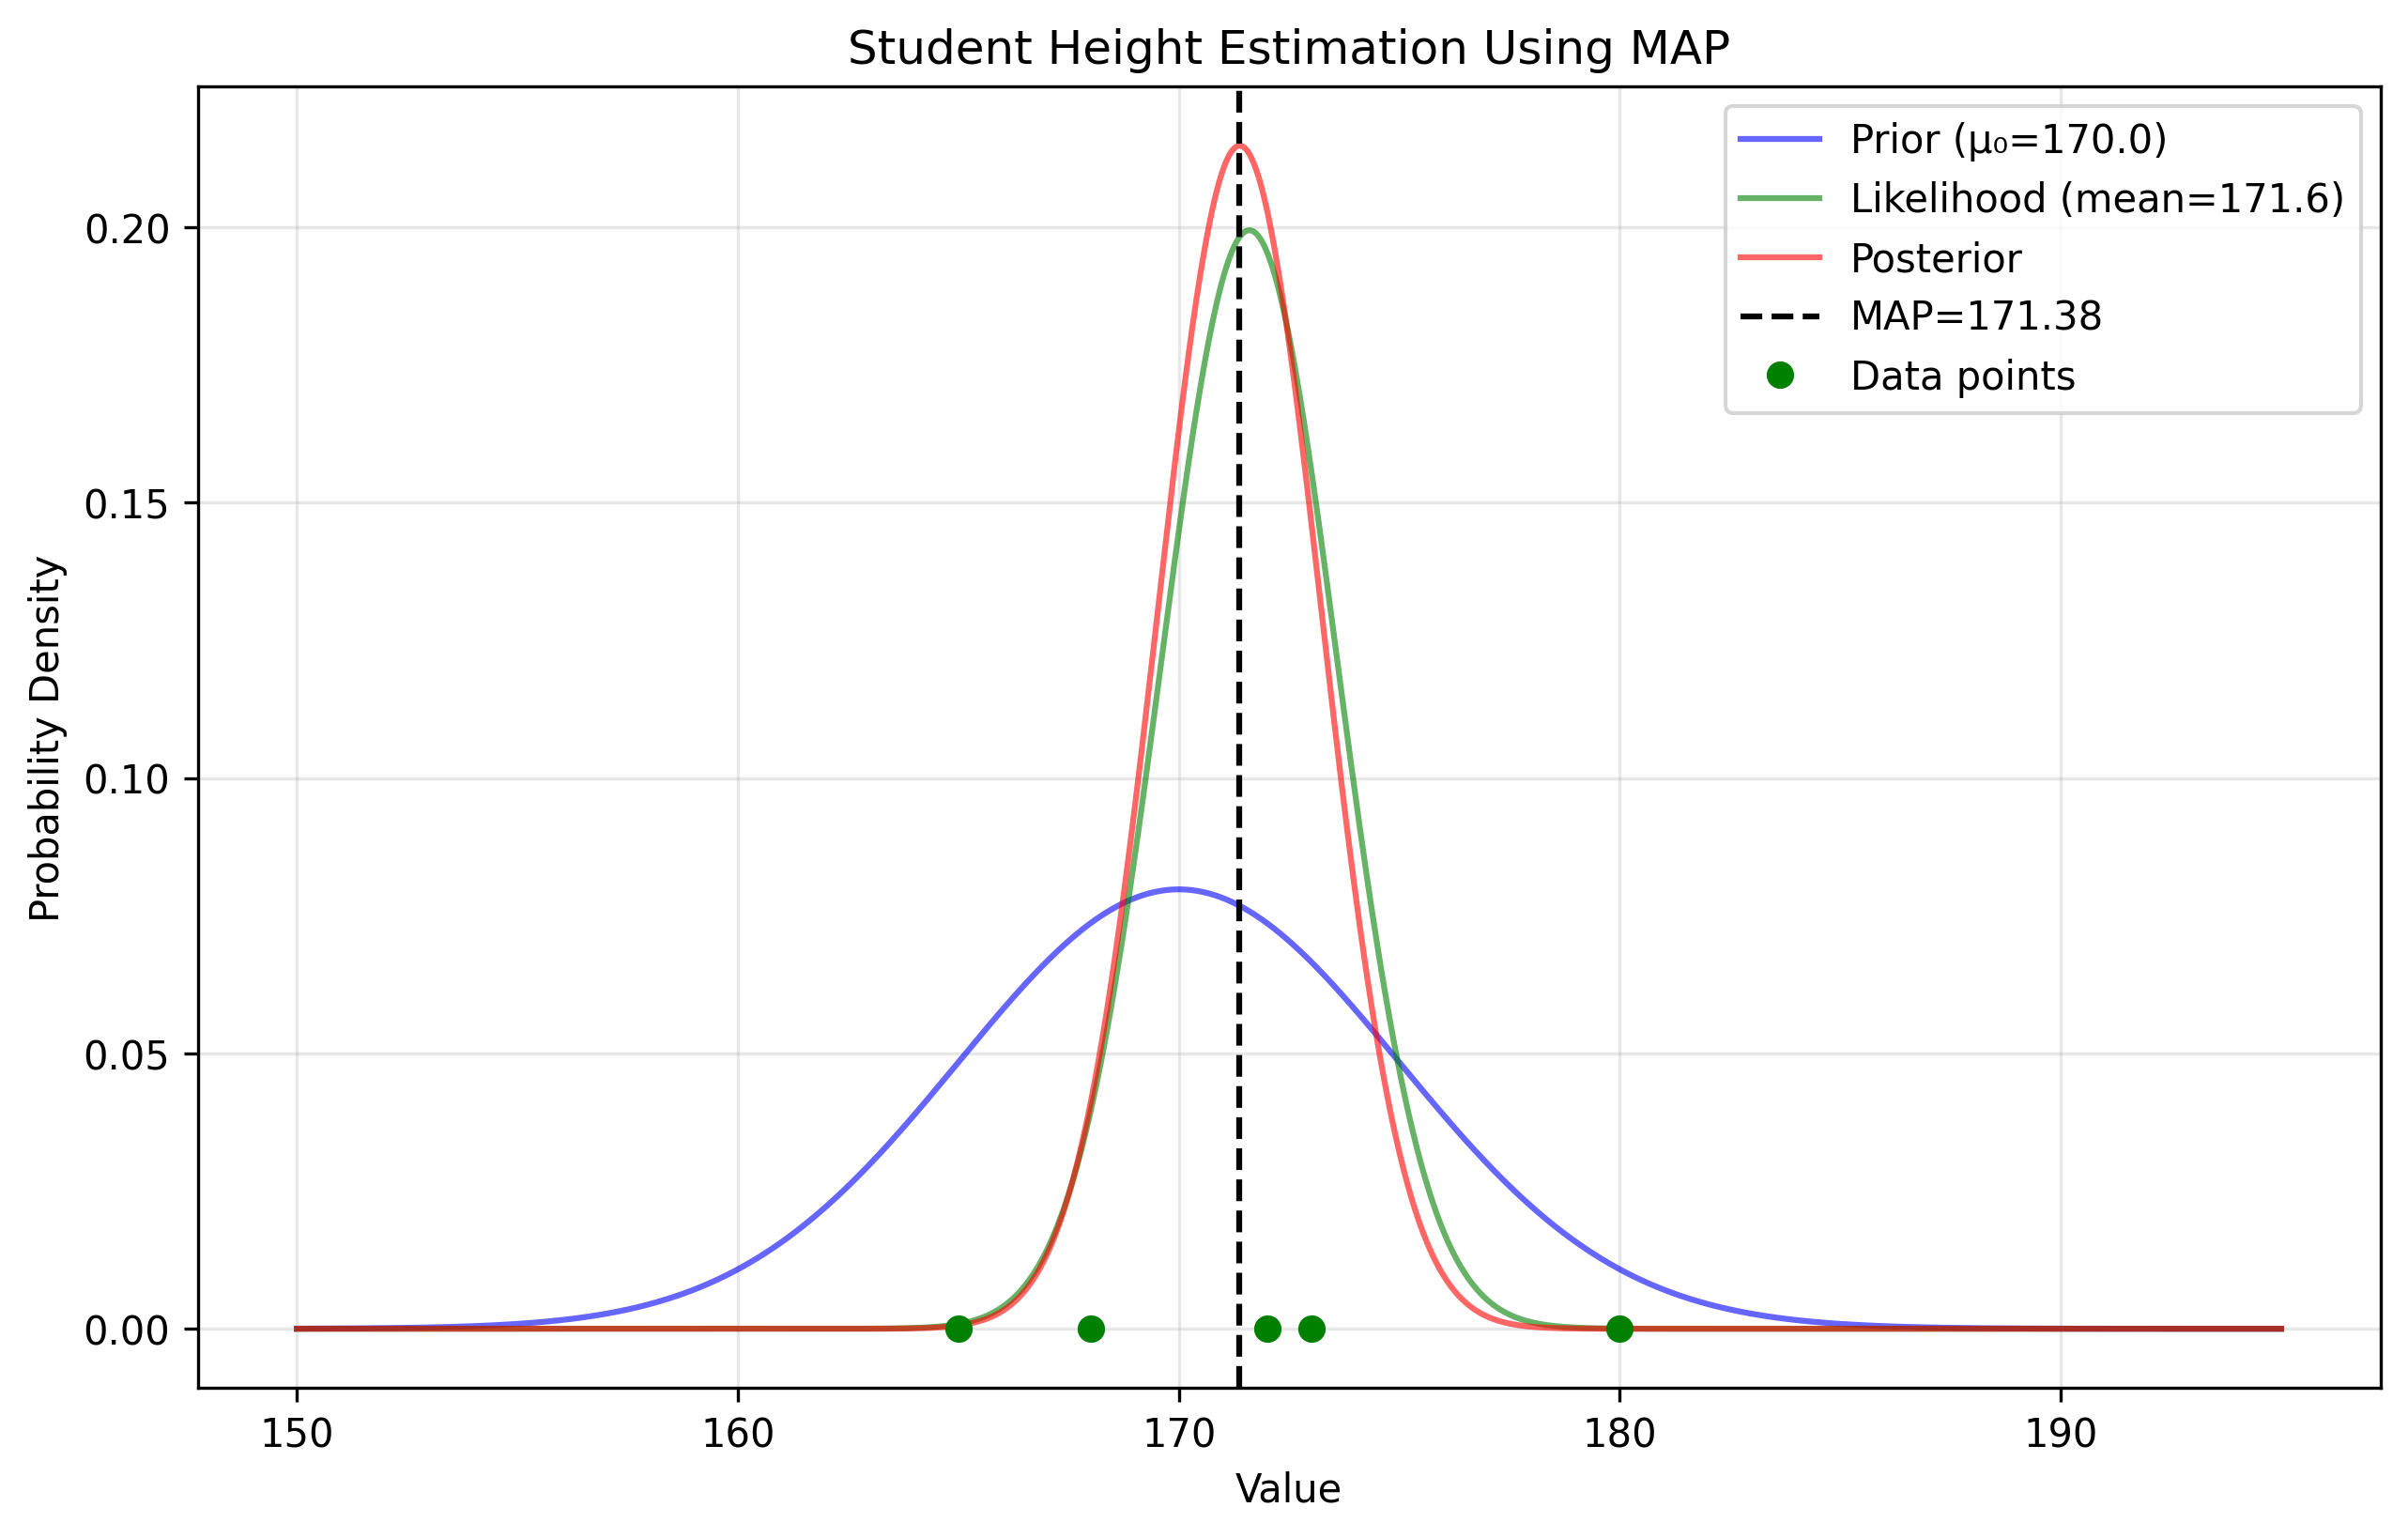 Student Height Estimation Using MAP
Prior (μ₀=170.0)
Likelihood (mean=171.6)
Posterior
MAP=171.38
Data points
Probability Density
0.20
0.15
0.10
0.05
0.00
150 160 170 180 190
Value